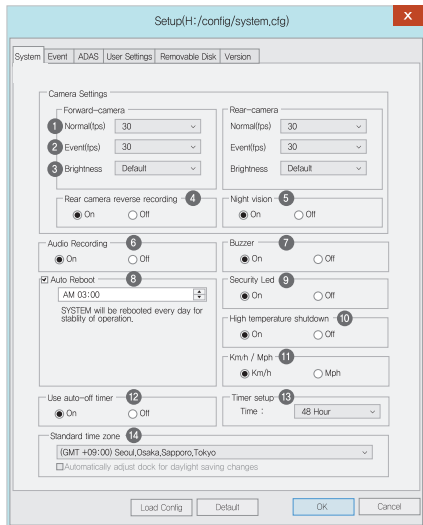 Setup(H:/config/system,cfg)
X
System Event ADAS User Settings Removable Disk Version
Camera Settings
Forward-camera
1 Normal(fps) 30
2 Event(fps) 30
3 Brightness Default
Rear-camera
Normal(fps) 30
Event(fps) 30
Brightness Default
Rear camera reverse recording 4
On Off
Night vision 5
On Off
Audio Recording 6
On Off
Buzzer 7
On Off
Auto Reboot 8
AM 03:00
SYSTEM will be rebooted every day for
stablity of operation.
Security Led 9
On Off
High temperature shutdown 10
On Off
Km/h / Mph 11
Km/h Mph
Use auto-off timer 12
On Off
Timer setup 13
Time : 48 Hour
Standard time zone 14
(GMT +09:00) Seoul,Osaka,Sapporo,Tokyo
Automatically adjust dock for daylight saving changes
Load Config Default OK Cancel